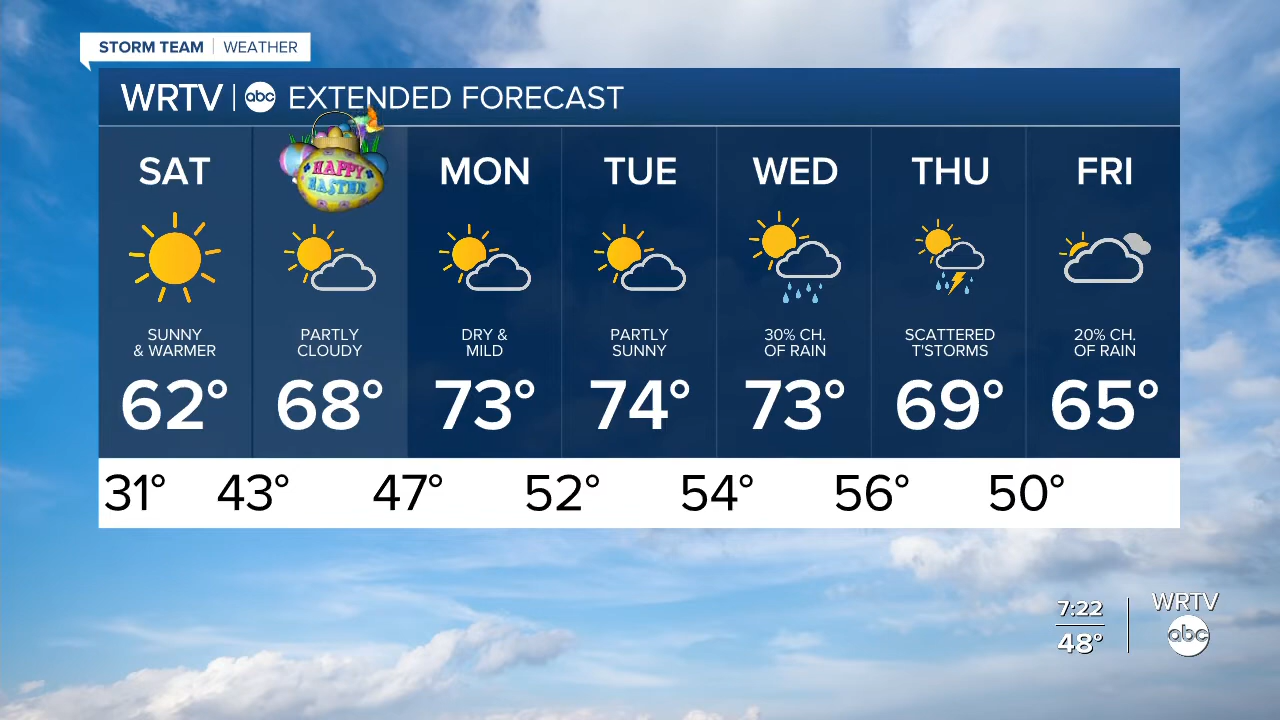 STORM TEAM | WEATHER
WRTV | abc EXTENDED FORECAST
SAT
HAPPY
EASTER
MON
TUE
WED
THU
FRI
SUNNY
& WARMER
PARTLY
CLOUDY
DRY &
MILD
PARTLY
SUNNY
30% CH.
OF RAIN
SCATTERED
T'STORMS
20% CH.
OF RAIN
62° 68° 73° 74° 73° 69° 65°
31° 43° 47° 52° 54° 56° 50°
7:22
48°
WRTV
abc